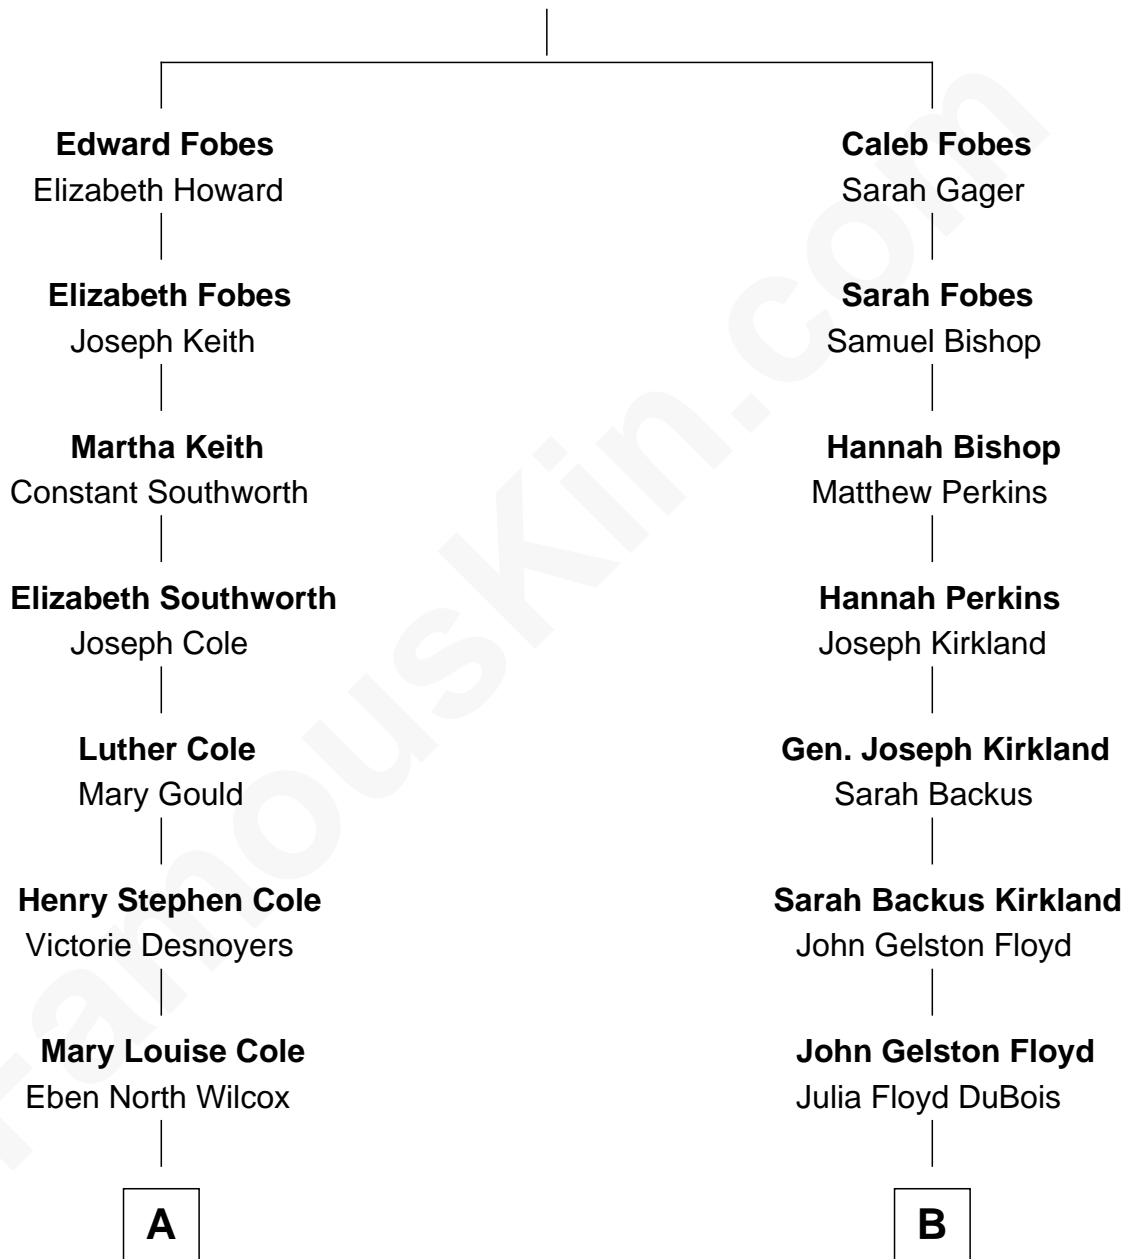 Edward Fobes
Elizabeth Howard
Elizabeth Fobes
Joseph Keith
Martha Keith
Constant Southworth
Elizabeth Southworth
Joseph Cole
Luther Cole
Mary Gould
Henry Stephen Cole
Victorie Desnoyers
Mary Louise Cole
Eben North Wilcox
A
Caleb Fobes
Sarah Gager
Sarah Fobes
Samuel Bishop
Hannah Bishop
Matthew Perkins
Hannah Perkins
Joseph Kirkland
Gen. Joseph Kirkland
Sarah Backus
Sarah Backus Kirkland
John Gelston Floyd
John Gelston Floyd
Julia Floyd DuBois
B
FamousKin.com